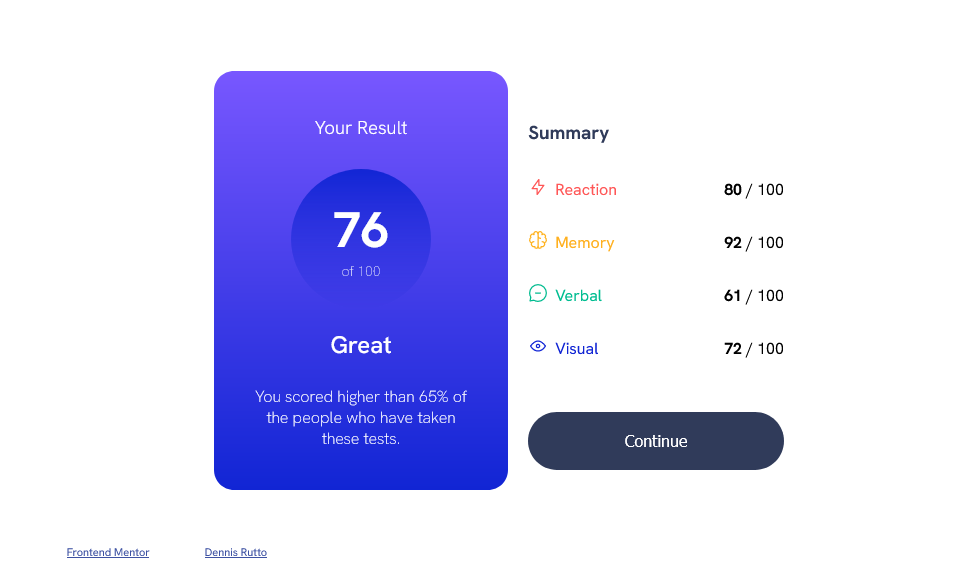 Your Result
76
of 100
Great
You scored higher than 65% of
the people who have taken
these tests.
Summary
Reaction 80 / 100
Memory 92 / 100
Verbal 61 / 100
Visual 72 / 100
Continue
Frontend Mentor Dennis Rutto